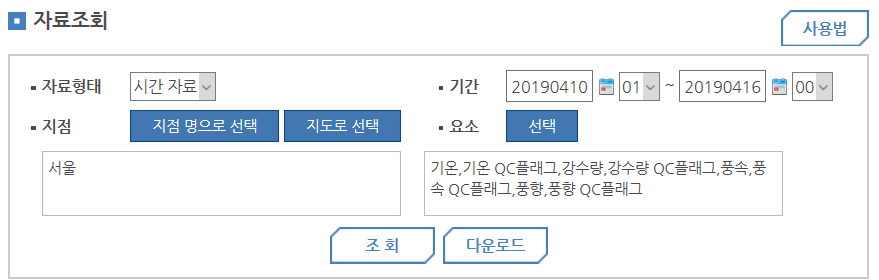 자료조회
사용법
자료형태 시간 자료 기간 20190410 01 ~ 20190416 00
지점 지점 명으로 선택 지도로 선택 요소 선택
서울
기온,기온 QC플래그,강수량,강수량 QC플래그,풍속,풍
속 QC플래그,풍향,풍향 QC플래그
조 회 다운로드